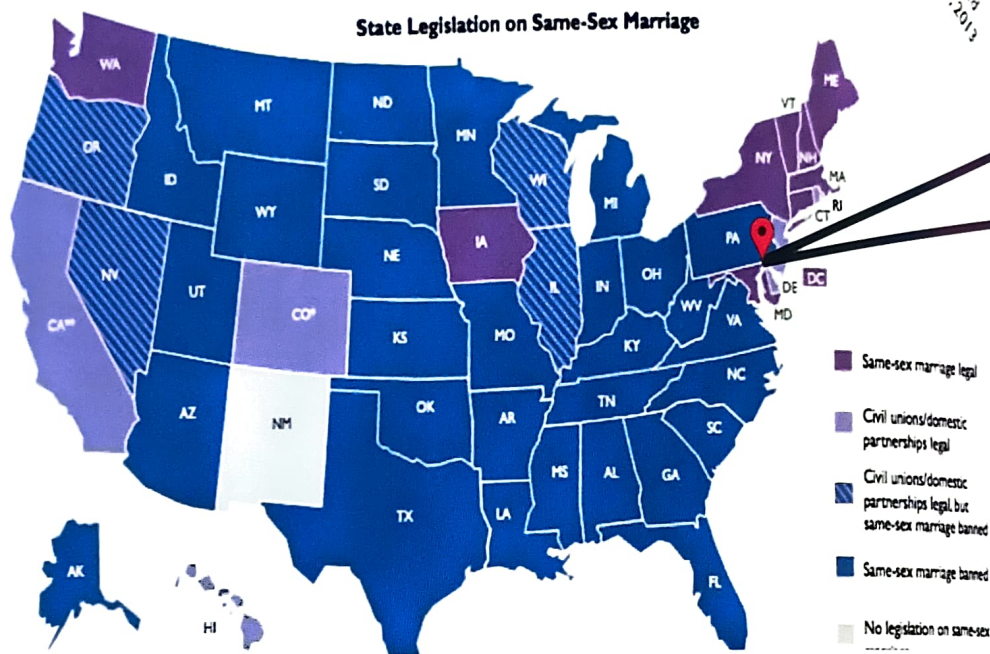 State Legislation on Same-Sex Marriage
2013
WA
MT
ND
MN
ME
VT
OR
ID
SD
WI
NY
NH
MA
WY
MI
RJ
CT
IA
PA
NE
NV
UT
IL
IN
OH
DE
DC
CA**
CO*
MD
WV
VA
KS
MO
KY
NC
AZ
NM
OK
AR
TN
SC
MS
AL
GA
TX
LA
AK
FL
HI
Same-sex marriage legal
Civil unions/domestic
partnerships legal
Civil unions/domestic
partnerships legal, but
same-sex marriage banned
Same-sex marriage banned
No legislation on same-sex